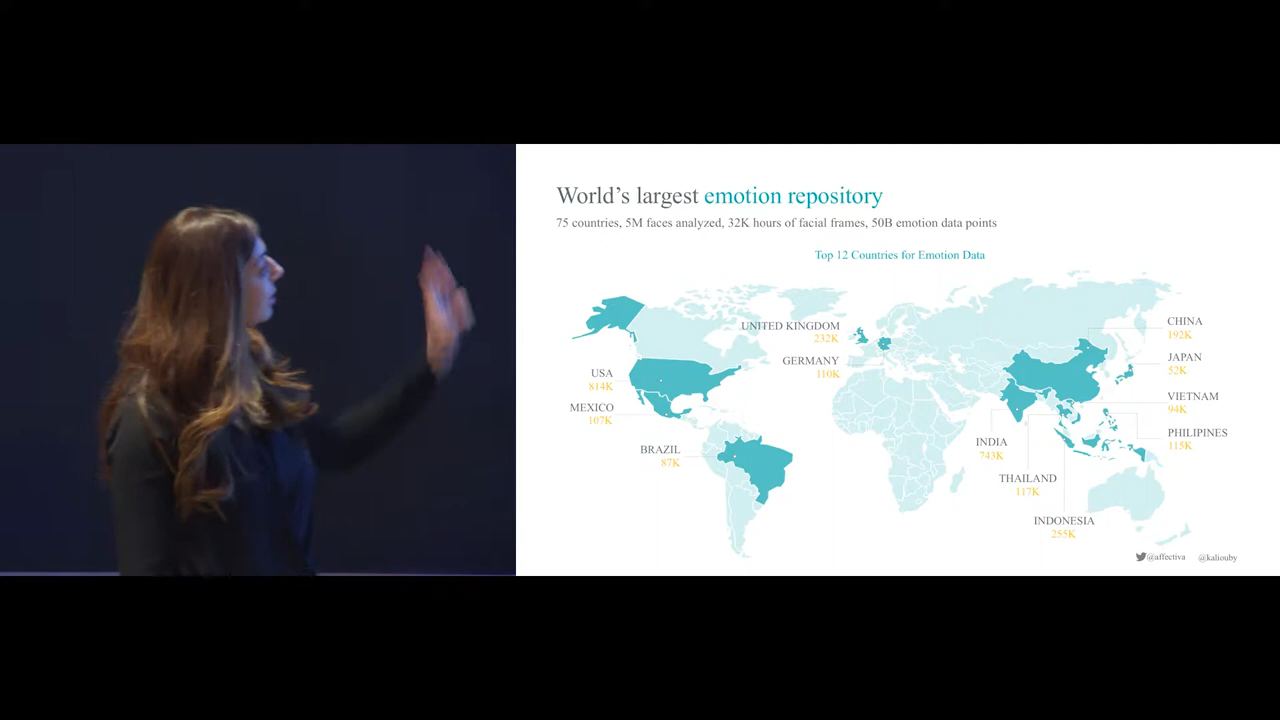 World's largest emotion repository
75 countries, 5M faces analyzed, 32K hours of facial frames, 50B emotion data points
Top 12 Countries for Emotion Data
UNITED KINGDOM
232K
GERMANY
110K
USA
814K
MEXICO
107K
BRAZIL
87K
CHINA
192K
JAPAN
52K
VIETNAM
94K
PHILIPINES
115K
INDIA
743K
THAILAND
117K
INDONESIA
255K
@affectiva @kaliouby